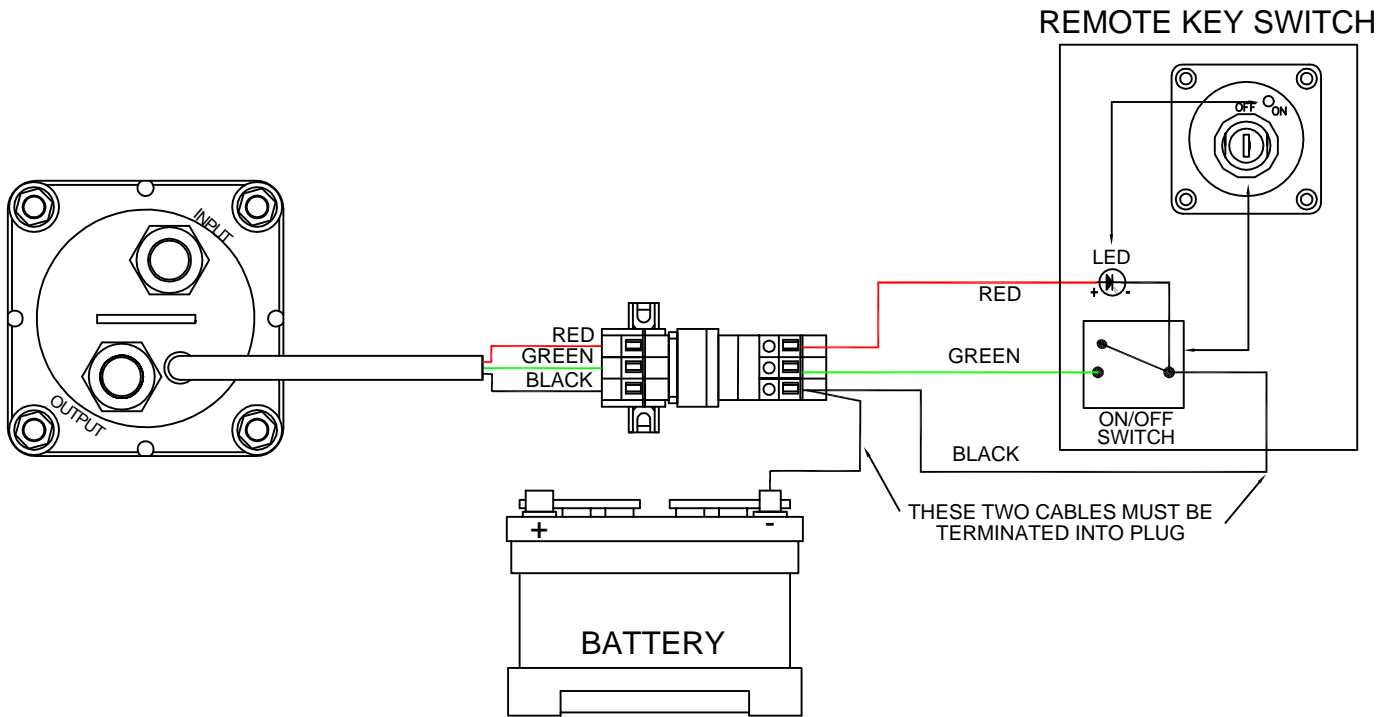 REMOTE KEY SWITCH
OFF
ON
INPUT
OUTPUT
LED
+ -
RED
RED
GREEN
GREEN
BLACK
ON/OFF
SWITCH
BLACK
THESE TWO CABLES MUST BE
TERMINATED INTO PLUG
+ -
BATTERY